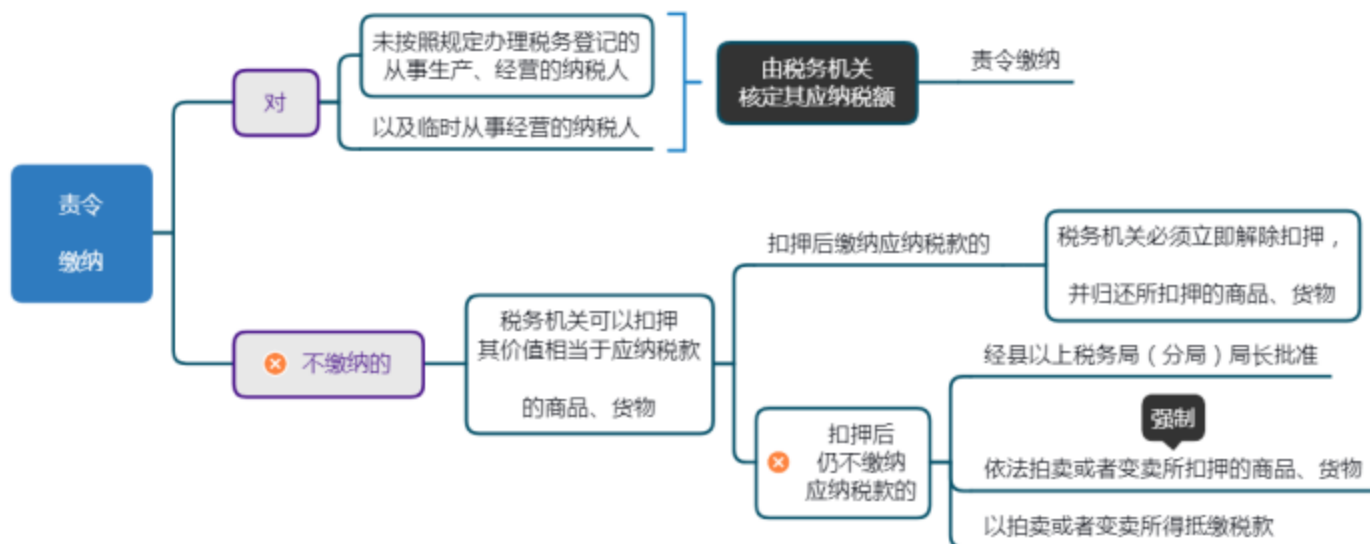 责令
缴纳
对
未按照规定办理税务登记的
从事生产、经营的纳税人
以及临时从事经营的纳税人
由税务机关
核定其应纳税额
责令缴纳
不缴纳的
税务机关可以扣押
其价值相当于应纳税款
的商品、货物
扣押后缴纳应纳税款的
税务机关必须立即解除扣押，
并归还所扣押的商品、货物
扣押后
仍不缴纳
应纳税款的
经县以上税务局（分局）局长批准
强制
依法拍卖或者变卖所扣押的商品、货物
以拍卖或者变卖所得抵缴税款